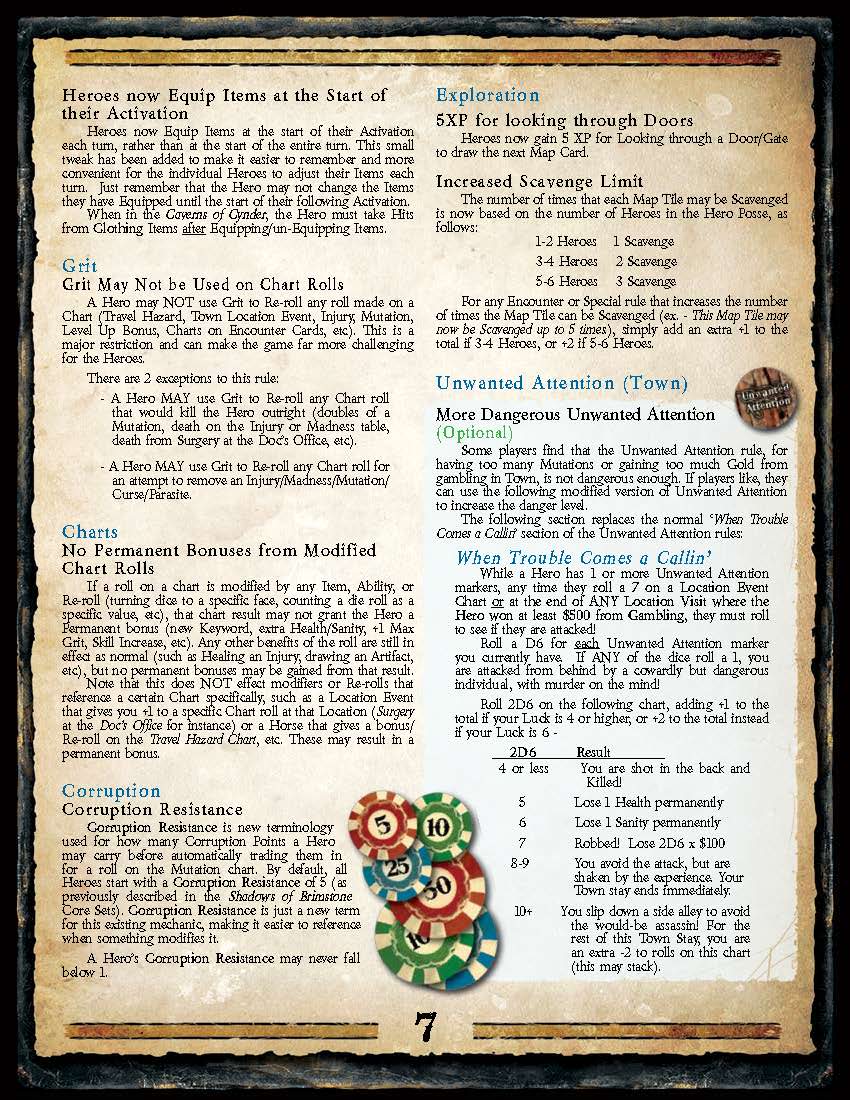 Heroes now Equip Items at the Start of
their Activation
Heroes now Equip Items at the start of their Activation
each turn, rather than at the start of the entire turn. This small
tweak has been added to make it easier to remember and more
convenient for the individual Heroes to adjust their Items each
turn. Just remember that the Hero may not change the Items
they have Equipped until the start of their following Activation.
When in the Caverns of Cynder, the Hero must take Hits
from Clothing Items after Equipping/un-Equipping Items.
Grit
Grit May Not be Used on Chart Rolls
A Hero may NOT use Grit to Re-roll any roll made on a
Chart (Travel Hazard, Town Location Event, Injury, Mutation,
Level Up Bonus, Charts on Encounter Cards, etc). This is a
major restriction and can make the game far more challenging
for the Heroes.
There are 2 exceptions to this rule:
- A Hero MAY use Grit to Re-roll any Chart roll
that would kill the Hero outright (doubles of a
Mutation, death on the Injury or Madness table,
death from Surgery at the Doc's Office, etc).
- A Hero MAY use Grit to Re-roll any Chart roll for
an attempt to remove an Injury/Madness/Mutation/
Curse/Parasite.
Charts
No Permanent Bonuses from Modified
Chart Rolls
If a roll on a chart is modified by any Item, Ability, or
Re-roll (turning dice to a specific face, counting a die roll as a
specific value, etc), that chart result may not grant the Hero a
Permanent bonus (new Keyword, extra Health/Sanity, +1 Max
Grit, Skill Increase, etc). Any other benefits of the roll are still in
effect as normal (such as Healing an Injury, drawing an Artifact,
etc), but no permanent bonuses may be gained from that result.
Note that this does NOT effect modifiers or Re-rolls that
reference a certain Chart specifically, such as a Location Event
that gives you +1 to a specific Chart roll at that Location (Surgery
at the Doc's Office for instance) or a Horse that gives a bonus/
Re-roll on the Travel Hazard Chart, etc. These may result in a
permanent bonus.
Corruption
Corruption Resistance
Corruption Resistance is new terminology
used for how many Corruption Points a Hero
may carry before automatically trading them in
for a roll on the Mutation chart. By default, all
Heroes start with a Corruption Resistance of 5 (as
previously described in the Shadows of Brimstone
Core Sets). Corruption Resistance is just a new term
for this existing mechanic, making it easier to reference
when something modifies it.
A Hero's Corruption Resistance may never fall
below 1.
5
10
25
50
10
Exploration
5XP for looking through Doors
Heroes now gain 5 XP for Looking through a Door/Gate
to draw the next Map Card.
Increased Scavenge Limit
The number of times that each Map Tile may be Scavenged
is now based on the number of Heroes in the Hero Posse, as
follows:
1-2 Heroes 1 Scavenge
3-4 Heroes 2 Scavenge
5-6 Heroes 3 Scavenge
For any Encounter or Special rule that increases the number
of times the Map Tile can be Scavenged (ex. - This Map Tile may
now be Scavenged up to 5 times), simply add an extra +1 to the
total if 3-4 Heroes, or +2 if 5-6 Heroes.
Unwanted Attention (Town)
Unwanted
Attention
More Dangerous Unwanted Attention
(Optional)
Some players find that the Unwanted Attention rule, for
having too many Mutations or gaining too much Gold from
gambling in Town, is not dangerous enough. If players like, they
can use the following modified version of Unwanted Attention
to increase the danger level.
The following section replaces the normal 'When Trouble
Comes a Callin' section of the Unwanted Attention rules:
When Trouble Comes a Callin'
While a Hero has 1 or more Unwanted Attention
markers, any time they roll a 7 on a Location Event
Chart or at the end of ANY Location Visit where the
Hero won at least $500 from Gambling, they must roll
to see if they are attacked!
Roll a D6 for each Unwanted Attention marker
you currently have. If ANY of the dice roll a 1, you
are attacked from behind by a cowardly but dangerous
individual, with murder on the mind!
Roll 2D6 on the following chart, adding +1 to the
total if your Luck is 4 or higher, or +2 to the total instead
if your Luck is 6 -
2D6 Result
4 or less You are shot in the back and
Killed!
5 Lose 1 Health permanently
6 Lose 1 Sanity permanently
7 Robbed! Lose 2D6 x $100
8-9 You avoid the attack, but are
shaken by the experience. Your
Town stay ends immediately.
10+ You slip down a side alley to avoid
the would-be assassin! For the
rest of this Town Stay, you are
an extra -2 to rolls on this chart
(this may stack).
7